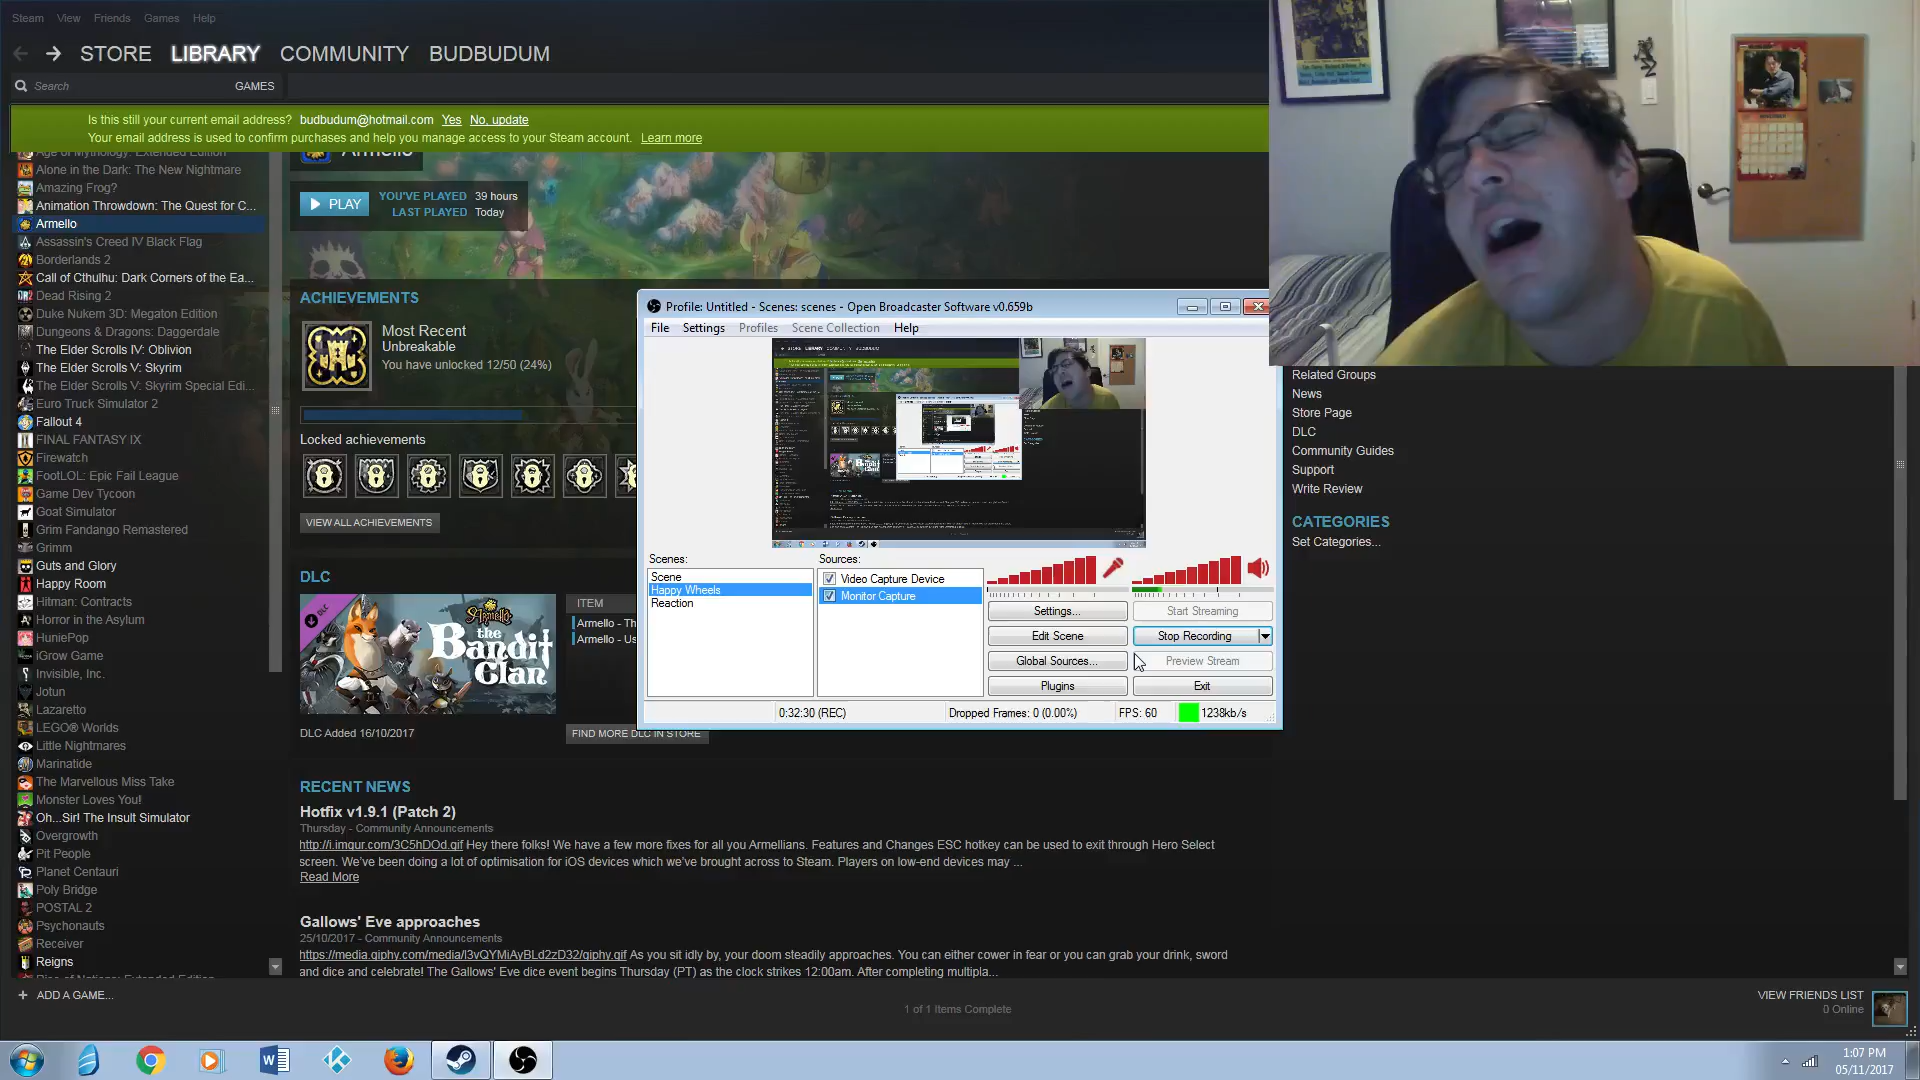 Steam View Friends Games Help
STORE LIBRARY COMMUNITY BUDBUDUM
Search GAMES
Is this still your current email address? budbudum@hotmail.com Yes No, update
Your email address is used to confirm purchases and help you manage access to your Steam account. Learn more
Age of Mythology: Extended Edition
Alone in the Dark: The New Nightmare
Amazing Frog?
Animation Throwdown: The Quest for C...
Armello
Assassin's Creed IV Black Flag
Borderlands 2
Call of Cthulhu: Dark Corners of the Ea...
Dead Rising 2
Duke Nukem 3D: Megaton Edition
Dungeons & Dragons: Daggerdale
The Elder Scrolls IV: Oblivion
The Elder Scrolls V: Skyrim
The Elder Scrolls V: Skyrim Special Edi...
Euro Truck Simulator 2
Fallout 4
FINAL FANTASY IX
Firewatch
FootLOL: Epic Fail League
Game Dev Tycoon
Goat Simulator
Grim Fandango Remastered
Grimm
Guts and Glory
Happy Room
Hitman: Contracts
Horror in the Asylum
HuniePop
iGrow Game
Invisible, Inc.
Jotun
Lazaretto
LEGO® Worlds
Little Nightmares
Marinatide
The Marvellous Miss Take
Monster Loves You!
Oh...Sir! The Insult Simulator
Overgrowth
Pit People
Planet Centauri
Poly Bridge
POSTAL 2
Psychonauts
Receiver
Reigns
Rise of Nations: Extended Edition
ADD A GAME...
Armello
PLAY
YOU'VE PLAYED 39 hours
LAST PLAYED Today
ACHIEVEMENTS
Most Recent
Unbreakable
You have unlocked 12/50 (24%)
Locked achievements
VIEW ALL ACHIEVEMENTS
DLC
DLC
Armello
the Bandit Clan
DLC Added 16/10/2017
ITEM
Armello - Th
Armello - Us
FIND MORE DLC IN STORE
RECENT NEWS
Hotfix v1.9.1 (Patch 2)
Thursday - Community Announcements
http://i.imgur.com/3C5hDOd.gif Hey there folks! We have a few more fixes for all you Armellians. Features and Changes ESC hotkey can be used to exit through Hero Select
screen. We've been doing a lot of optimisation for iOS devices which we've brought across to Steam. Players on low-end devices may ...
Read More
Gallows' Eve approaches
25/10/2017 - Community Announcements
https://media.giphy.com/media/l3vQYMiAyBLd2zD32/giphy.gif As you sit idly by, your doom steadily approaches. You can either cower in fear or you can grab your drink, sword
and dice and celebrate! The Gallows' Eve dice event begins Thursday (PT) as the clock strikes 12:00am. After completing multipla...
Profile: Untitled - Scenes: scenes - Open Broadcaster Software v0.659b
File Settings Profiles Scene Collection Help
Scenes:
Scene
Happy Wheels
Reaction
Sources:
Video Capture Device
Monitor Capture
Settings...
Start Streaming
Edit Scene
Stop Recording
Global Sources...
Preview Stream
Plugins
Exit
0:32:30 (REC)
Dropped Frames: 0 (0.00%)
FPS: 60
1238kb/s
Related Groups
News
Store Page
DLC
Community Guides
Support
Write Review
CATEGORIES
Set Categories...
1 of 1 Items Complete
VIEW FRIENDS LIST
0 Online
1:07 PM
05/11/2017